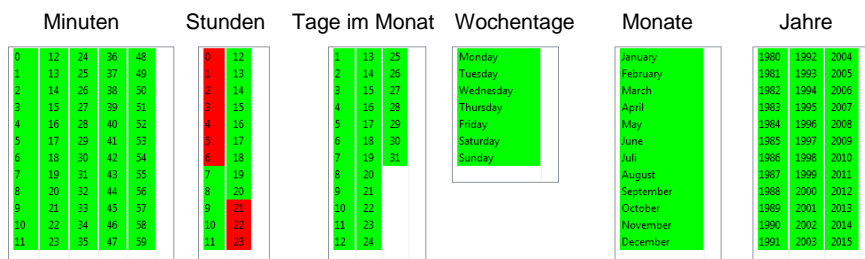 Minuten Stunden Tage im Monat Wochentage Monate Jahre
0 12 24 36 48 0 12 1 13 25 Monday January 1980 1992 2004
1 13 25 37 49 1 13 2 14 26 Tuesday February 1981 1993 2005
2 14 26 38 50 2 14 3 15 27 Wednesday March 1982 1994 2006
3 15 27 39 51 3 15 4 16 28 Thursday April 1983 1995 2007
4 16 28 40 52 4 16 5 17 29 Friday May 1984 1996 2008
5 17 29 41 53 5 17 6 18 30 Saturday June 1985 1997 2009
6 18 30 42 54 6 18 7 19 31 Sunday Juli 1986 1998 2010
7 19 31 43 55 7 19 8 20 August 1987 1999 2011
8 20 32 44 56 8 20 9 21 September 1988 2000 2012
9 21 33 45 57 9 21 10 22 October 1989 2001 2013
10 22 34 46 58 10 22 11 23 November 1990 2002 2014
11 23 35 47 59 11 23 12 24 December 1991 2003 2015